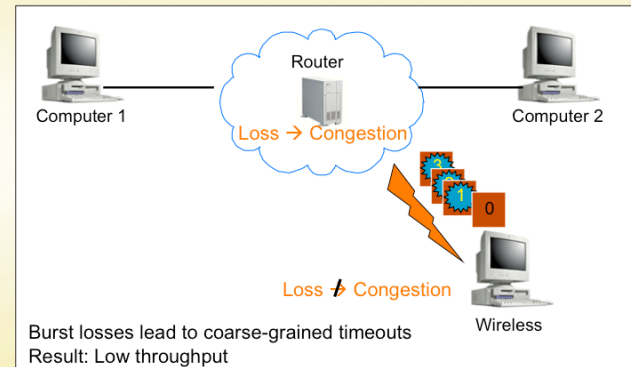 Router
Computer 1
Computer 2
Loss → Congestion
3
1
0
Loss ↛ Congestion
Wireless
Burst losses lead to coarse-grained timeouts
Result: Low throughput